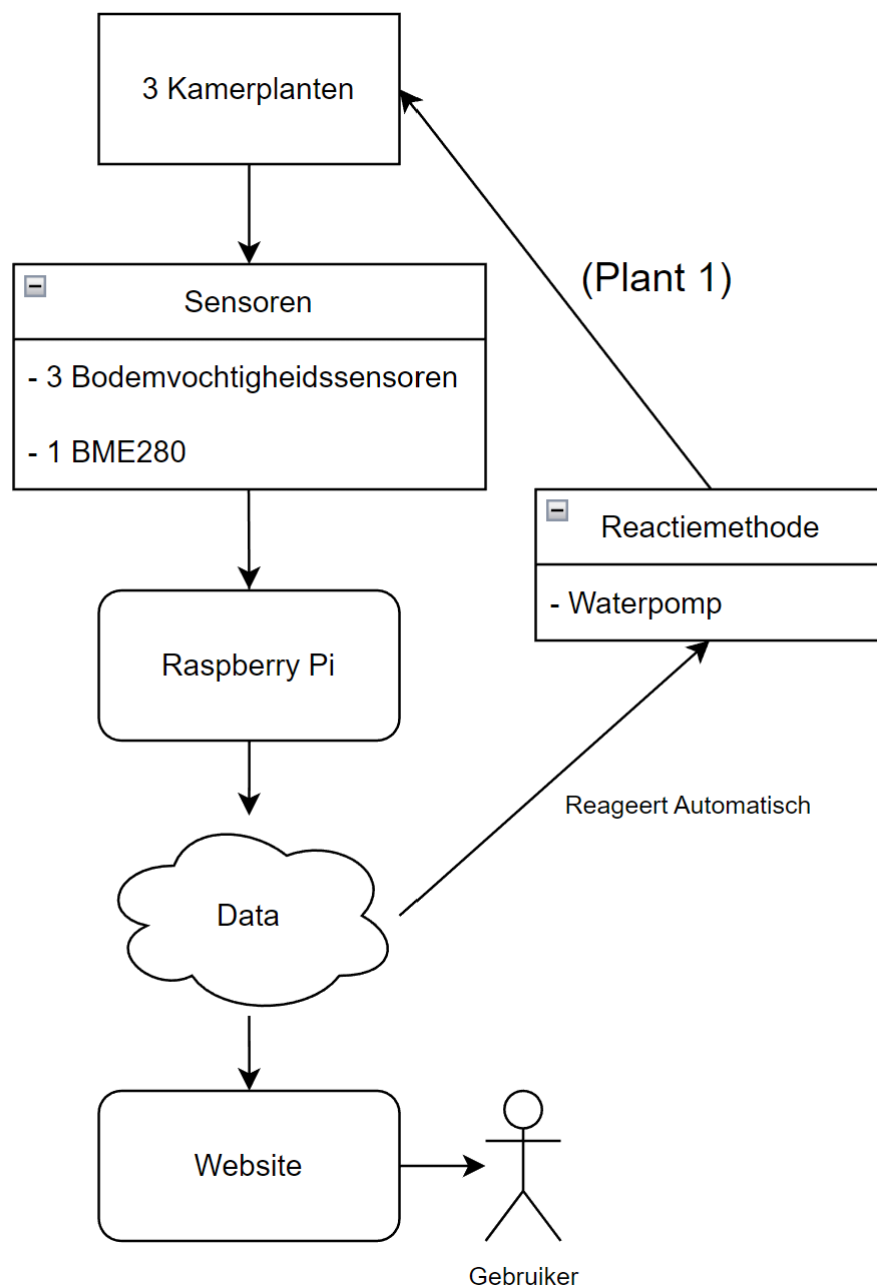 3 Kamerplanten
(Plant 1)
Sensoren
- 3 Bodemvochtigheidssensoren
- 1 BME280
Reactiemethode
- Waterpomp
Raspberry Pi
Reageert Automatisch
Data
Website
Gebruiker